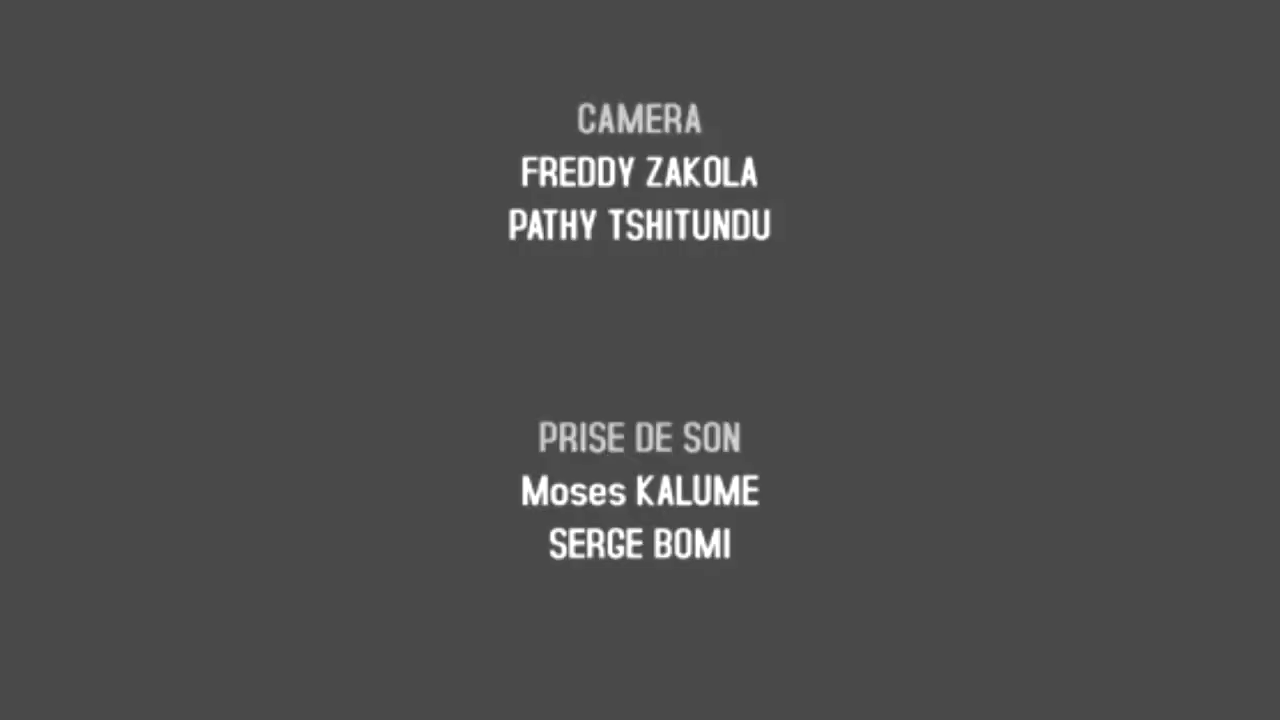 CAMERA
FREDDY ZAKOLA
PATHY TSHITUNDU
PRISE DE SON
Moses KALUME
SERGE BOMI